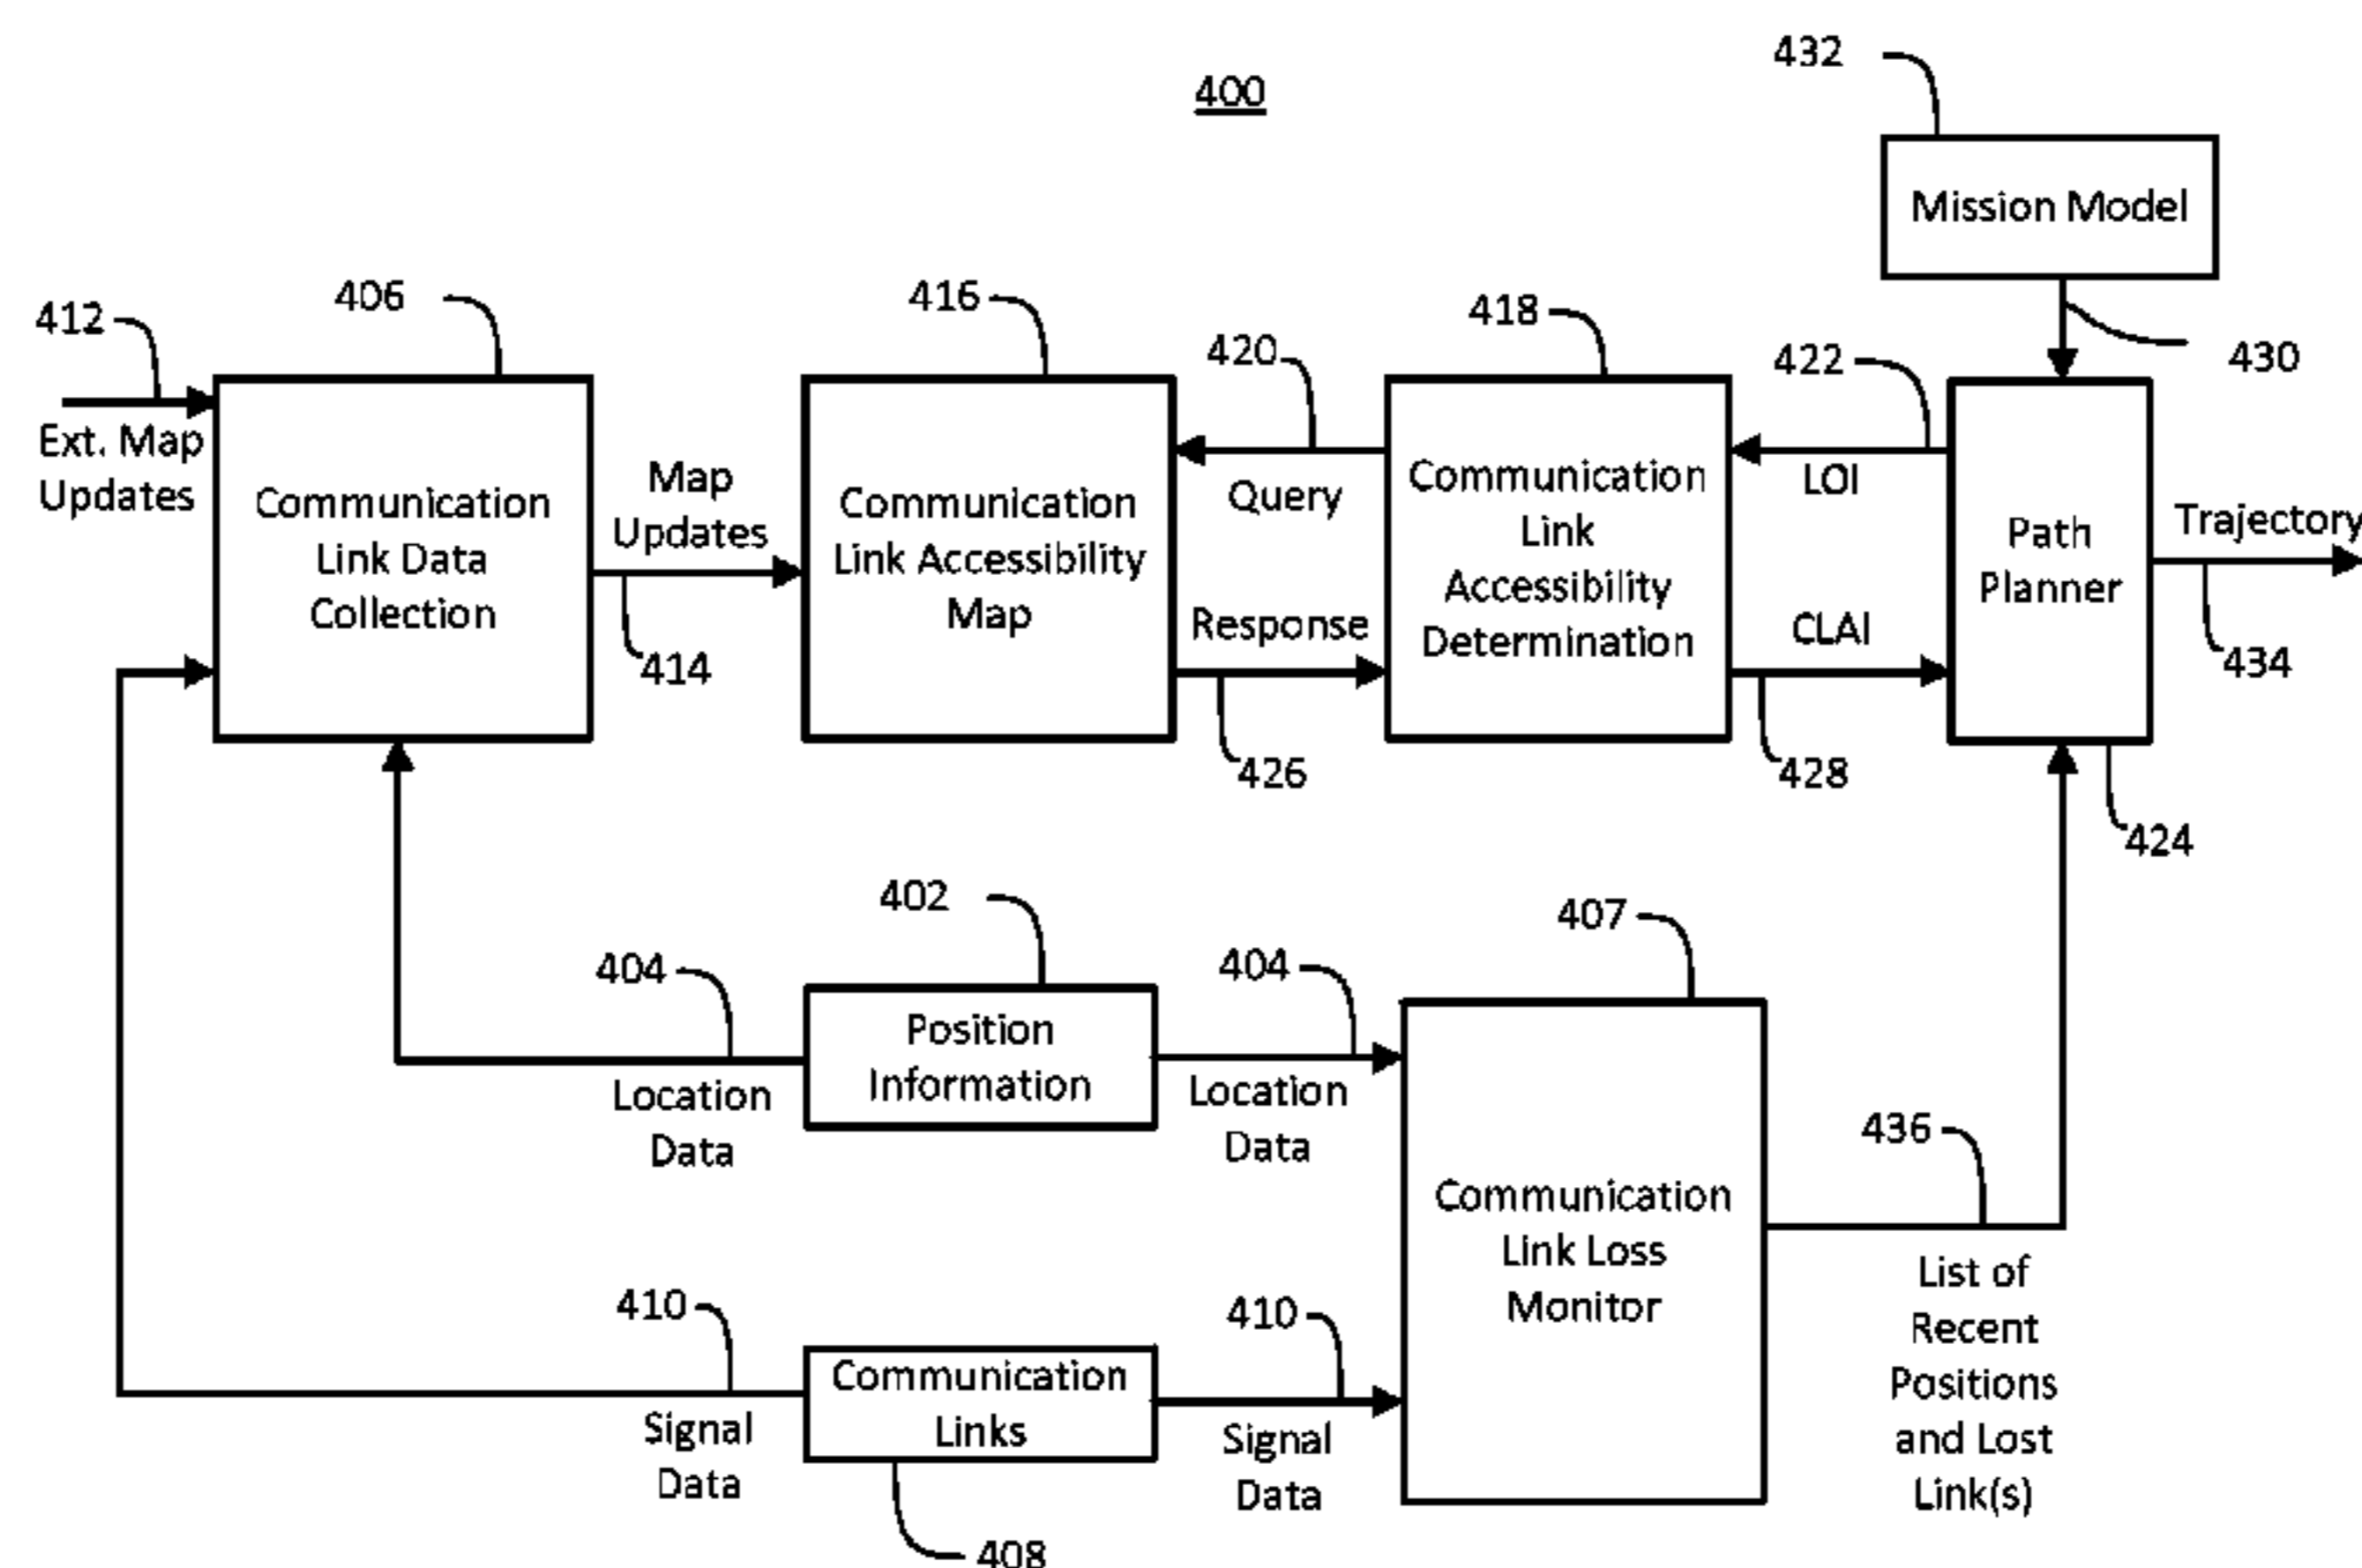 400
432
Mission Model
430
412
406
416
418
420
422
Ext. Map
Updates
Communication
Link Data
Collection
Map
Updates
414
Communication
Link Accessibility
Map
Query
Response
426
Communication
Link
Accessibility
Determination
LOI
CLAI
428
Path
Planner
Trajectory
434
424
402
404
404
407
Position
Information
Location
Data
Location
Data
Communication
Link Loss
Monitor
436
List of
Recent
Positions
and Lost
Link(s)
410
410
Communication
Links
Signal
Data
Signal
Data
408